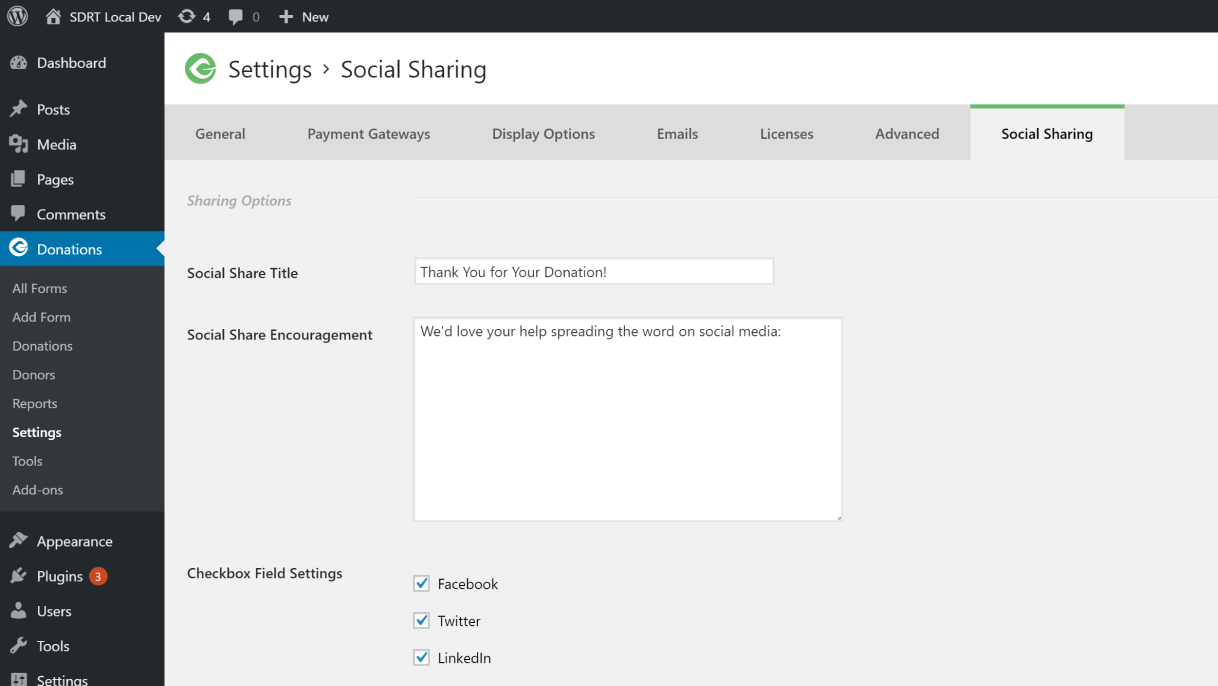 SDRT Local Dev 4 0 New
Dashboard
Posts
Media
Pages
Comments
Donations
All Forms
Add Form
Donations
Donors
Reports
Settings
Tools
Add-ons
Appearance
Plugins 3
Users
Tools
Settings
Settings › Social Sharing
General Payment Gateways Display Options Emails Licenses Advanced Social Sharing
Sharing Options
Social Share Title
Thank You for Your Donation!
Social Share Encouragement
We'd love your help spreading the word on social media:
Checkbox Field Settings
Facebook
Twitter
LinkedIn